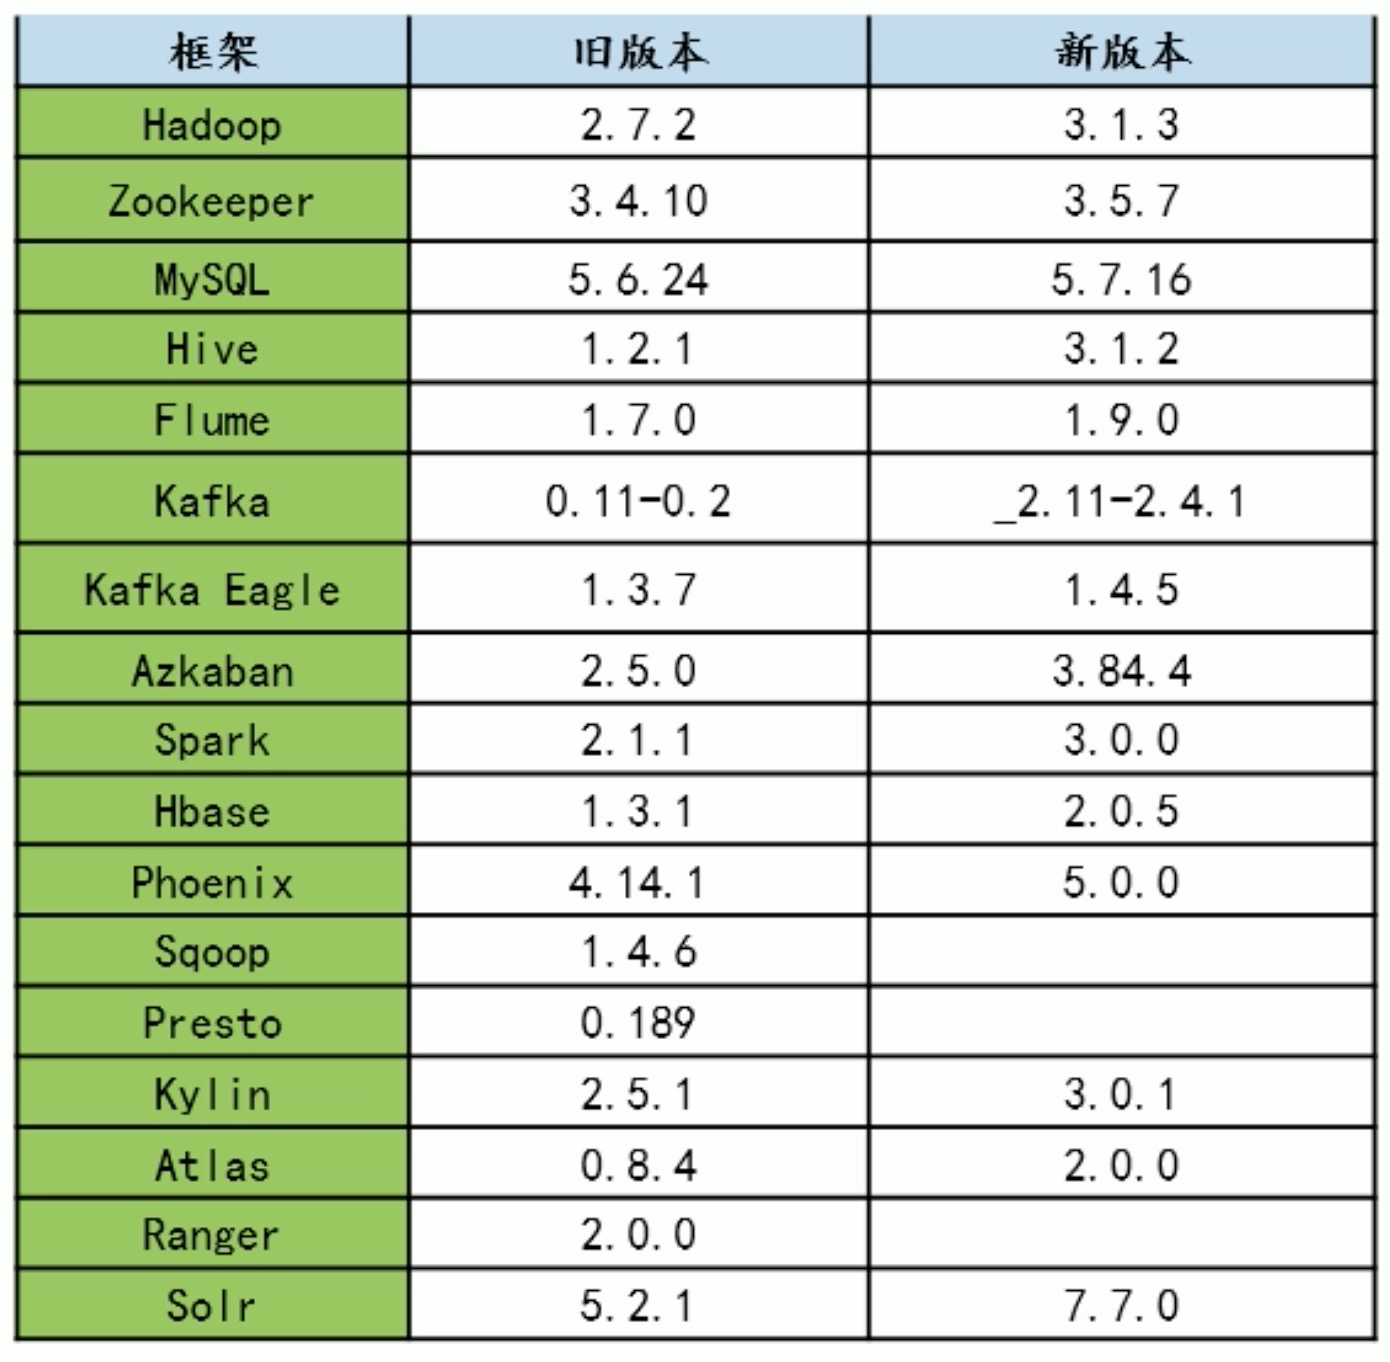 框架 旧版本 新版本
Hadoop 2.7.2 3.1.3
Zookeeper 3.4.10 3.5.7
MySQL 5.6.24 5.7.16
Hive 1.2.1 3.1.2
Flume 1.7.0 1.9.0
Kafka 0.11-0.2 _2.11-2.4.1
Kafka Eagle 1.3.7 1.4.5
Azkaban 2.5.0 3.84.4
Spark 2.1.1 3.0.0
Hbase 1.3.1 2.0.5
Phoenix 4.14.1 5.0.0
Sqoop 1.4.6
Presto 0.189
Kylin 2.5.1 3.0.1
Atlas 0.8.4 2.0.0
Ranger 2.0.0
Solr 5.2.1 7.7.0